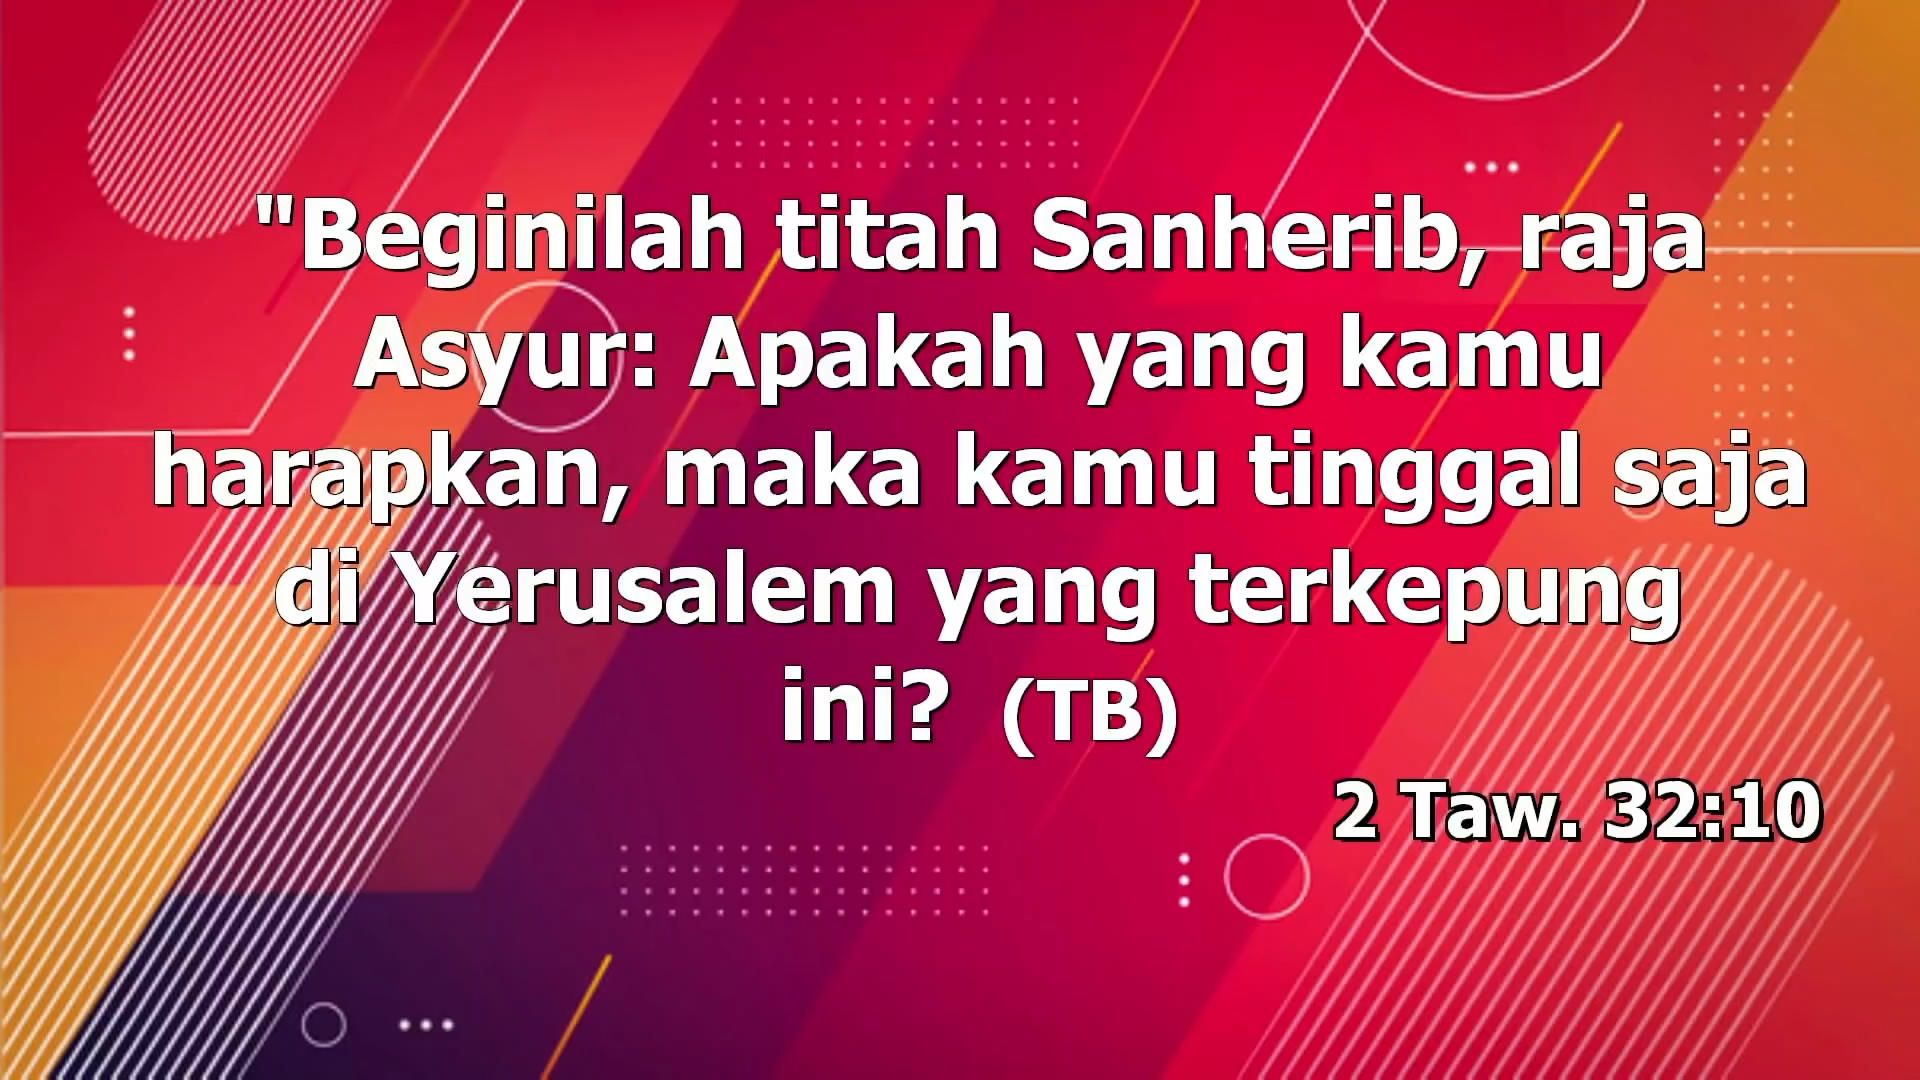 "Beginilah titah Sanherib, raja
Asyur: Apakah yang kamu
harapkan, maka kamu tinggal saja
di Yerusalem yang terkepung
ini? (TB)
2 Taw. 32:10